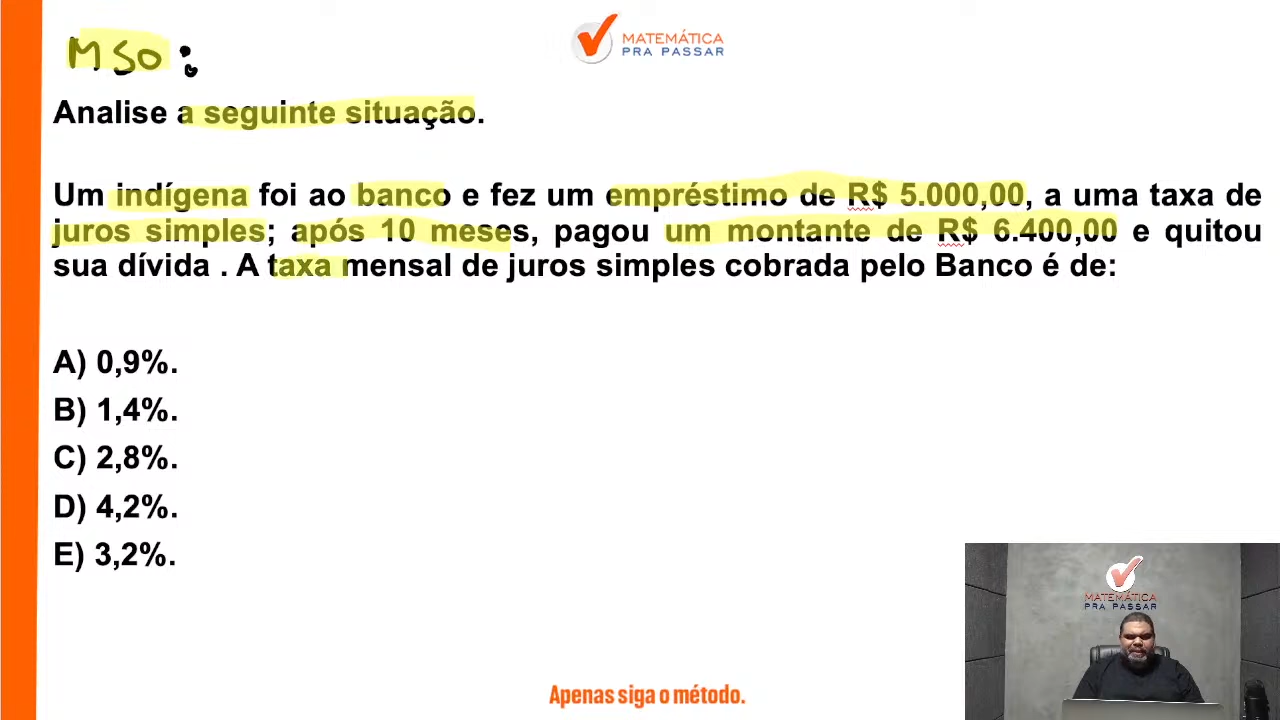 MATEMÁTICA
PRA PASSAR
MSO:
Analise a seguinte situação.
Um indígena foi ao banco e fez um empréstimo de R$ 5.000,00, a uma taxa de
juros simples; após 10 meses, pagou um montante de R$ 6.400,00 e quitou
sua dívida . A taxa mensal de juros simples cobrada pelo Banco é de:
A) 0,9%.
B) 1,4%.
C) 2,8%.
D) 4,2%.
E) 3,2%.
MATEMÁTICA
PRA PASSAR
Apenas siga o método.